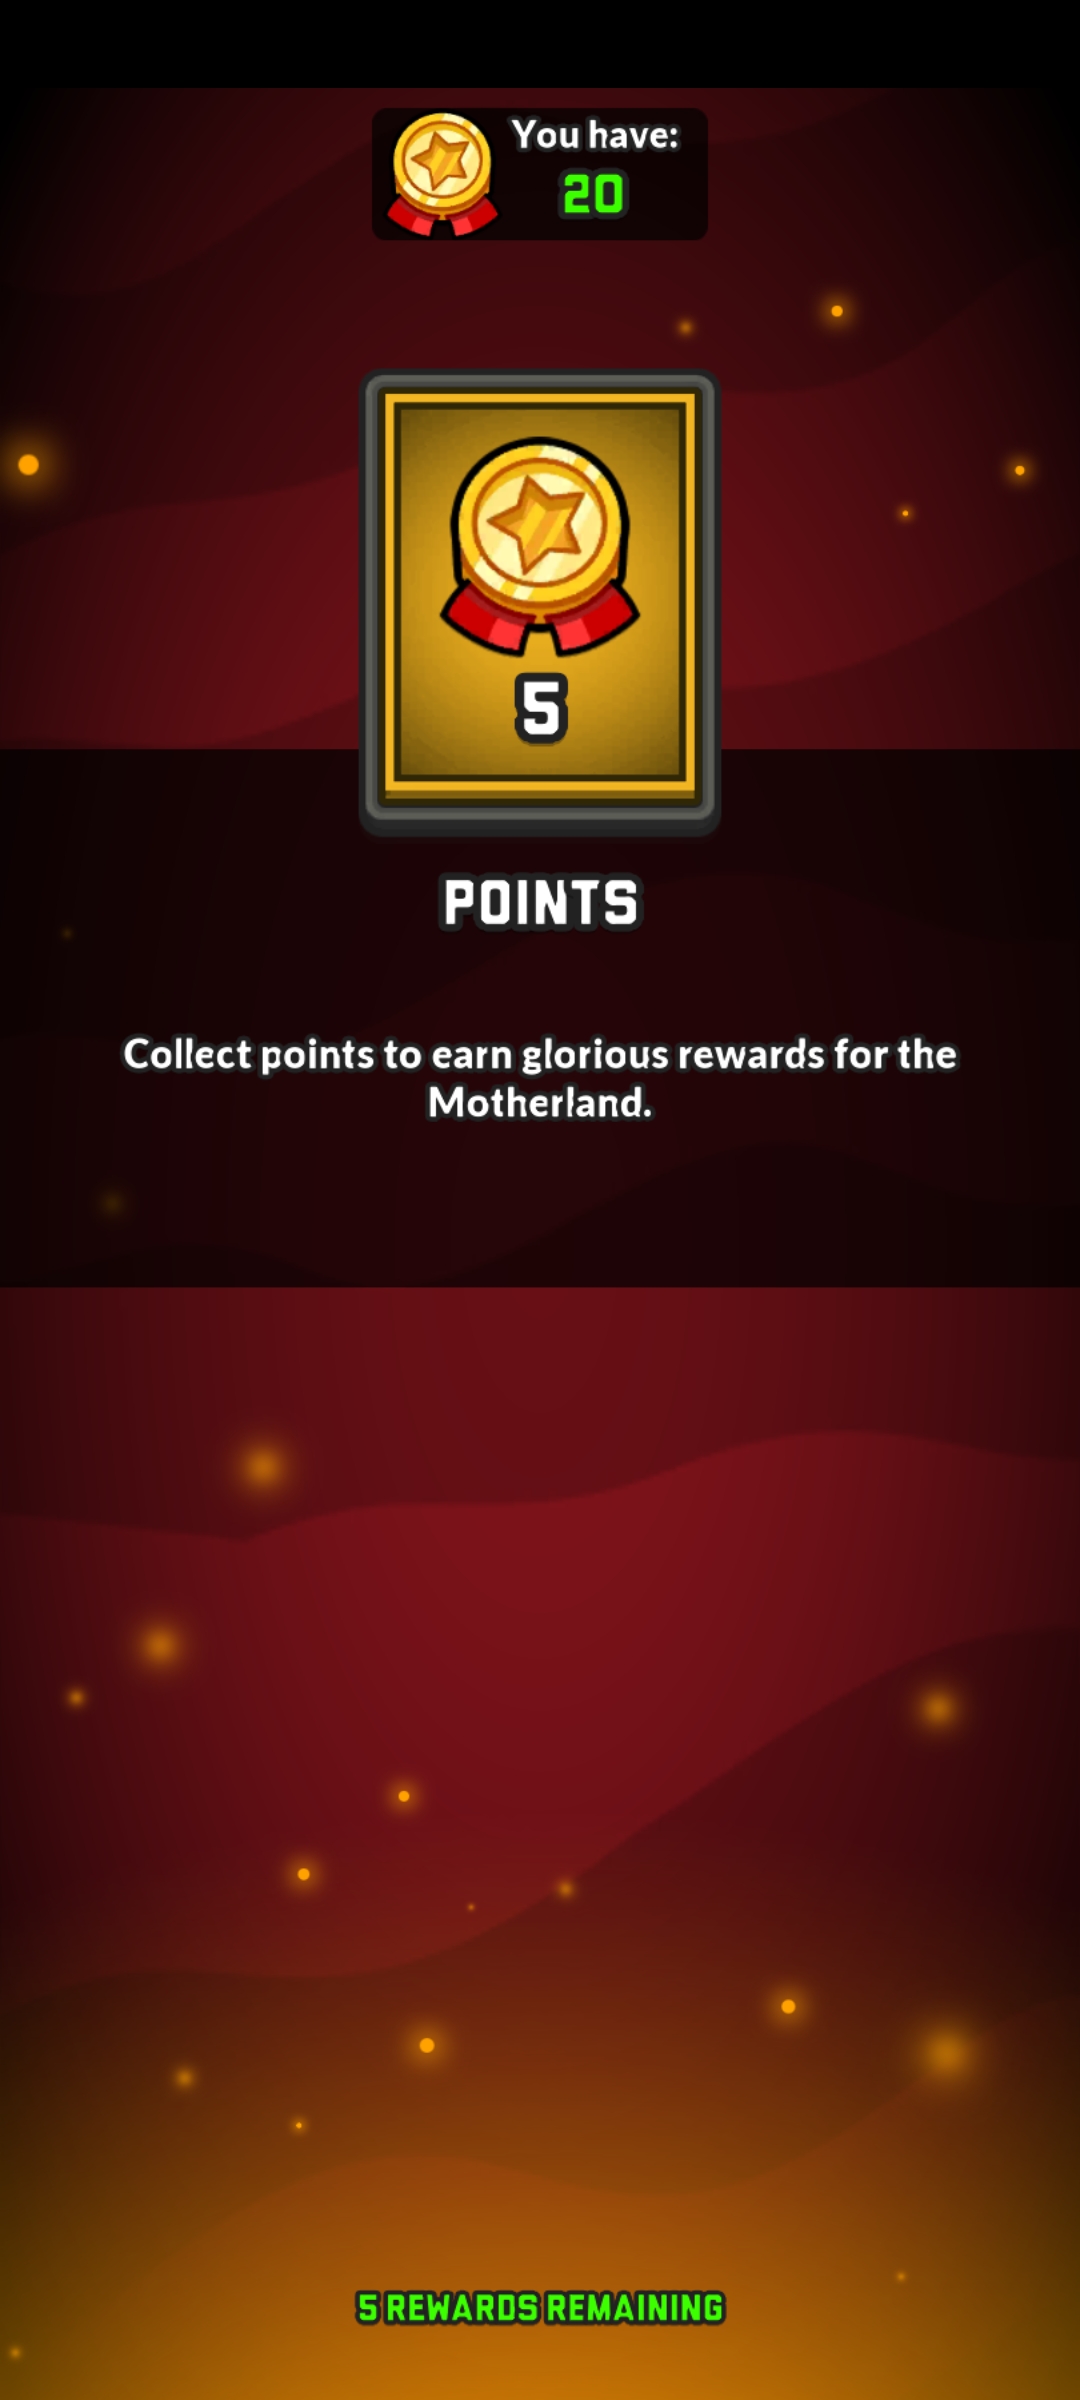 You have:
20
5
POINTS
Collect points to earn glorious rewards for the
Motherland.
5 REWARDS REMAINING